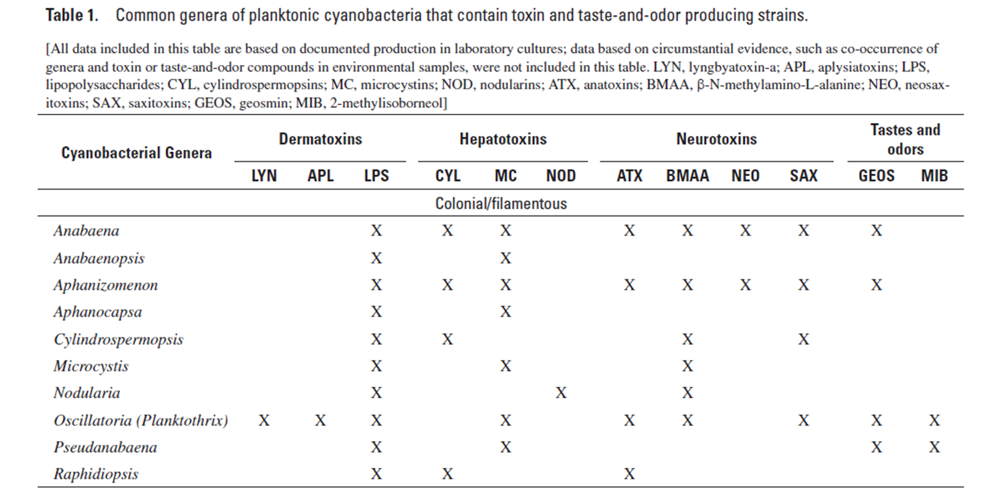 Table 1. Common genera of planktonic cyanobacteria that contain toxin and taste-and-odor producing strains.
[All data included in this table are based on documented production in laboratory cultures; data based on circumstantial evidence, such as co-occurrence of
genera and toxin or taste-and-odor compounds in environmental samples, were not included in this table. LYN, lyngbyatoxin-a; APL, aplysiatoxins; LPS,
lipopolysaccharides; CYL, cylindrospermopsins; MC, microcystins; NOD, nodularins; ATX, anatoxins; BMAA, β-N-methylamino-L-alanine; NEO, neosax-
itoxins; SAX, saxitoxins; GEOS, geosmin; MIB, 2-methylisoborneol]
Cyanobacterial Genera Dermatoxins Hepatotoxins Neurotoxins Tastes and
odors
LYN APL LPS CYL MC NOD ATX BMAA NEO SAX GEOS MIB
Colonial/filamentous
Anabaena X X X X X X X X
Anabaenopsis X X
Aphanizomenon X X X X X X X X
Aphanocapsa X X
Cylindrospermopsis X X X X
Microcystis X X X
Nodularia X X X
Oscillatoria (Planktothrix) X X X X X X X X X
Pseudanabaena X X X X
Raphidiopsis X X X